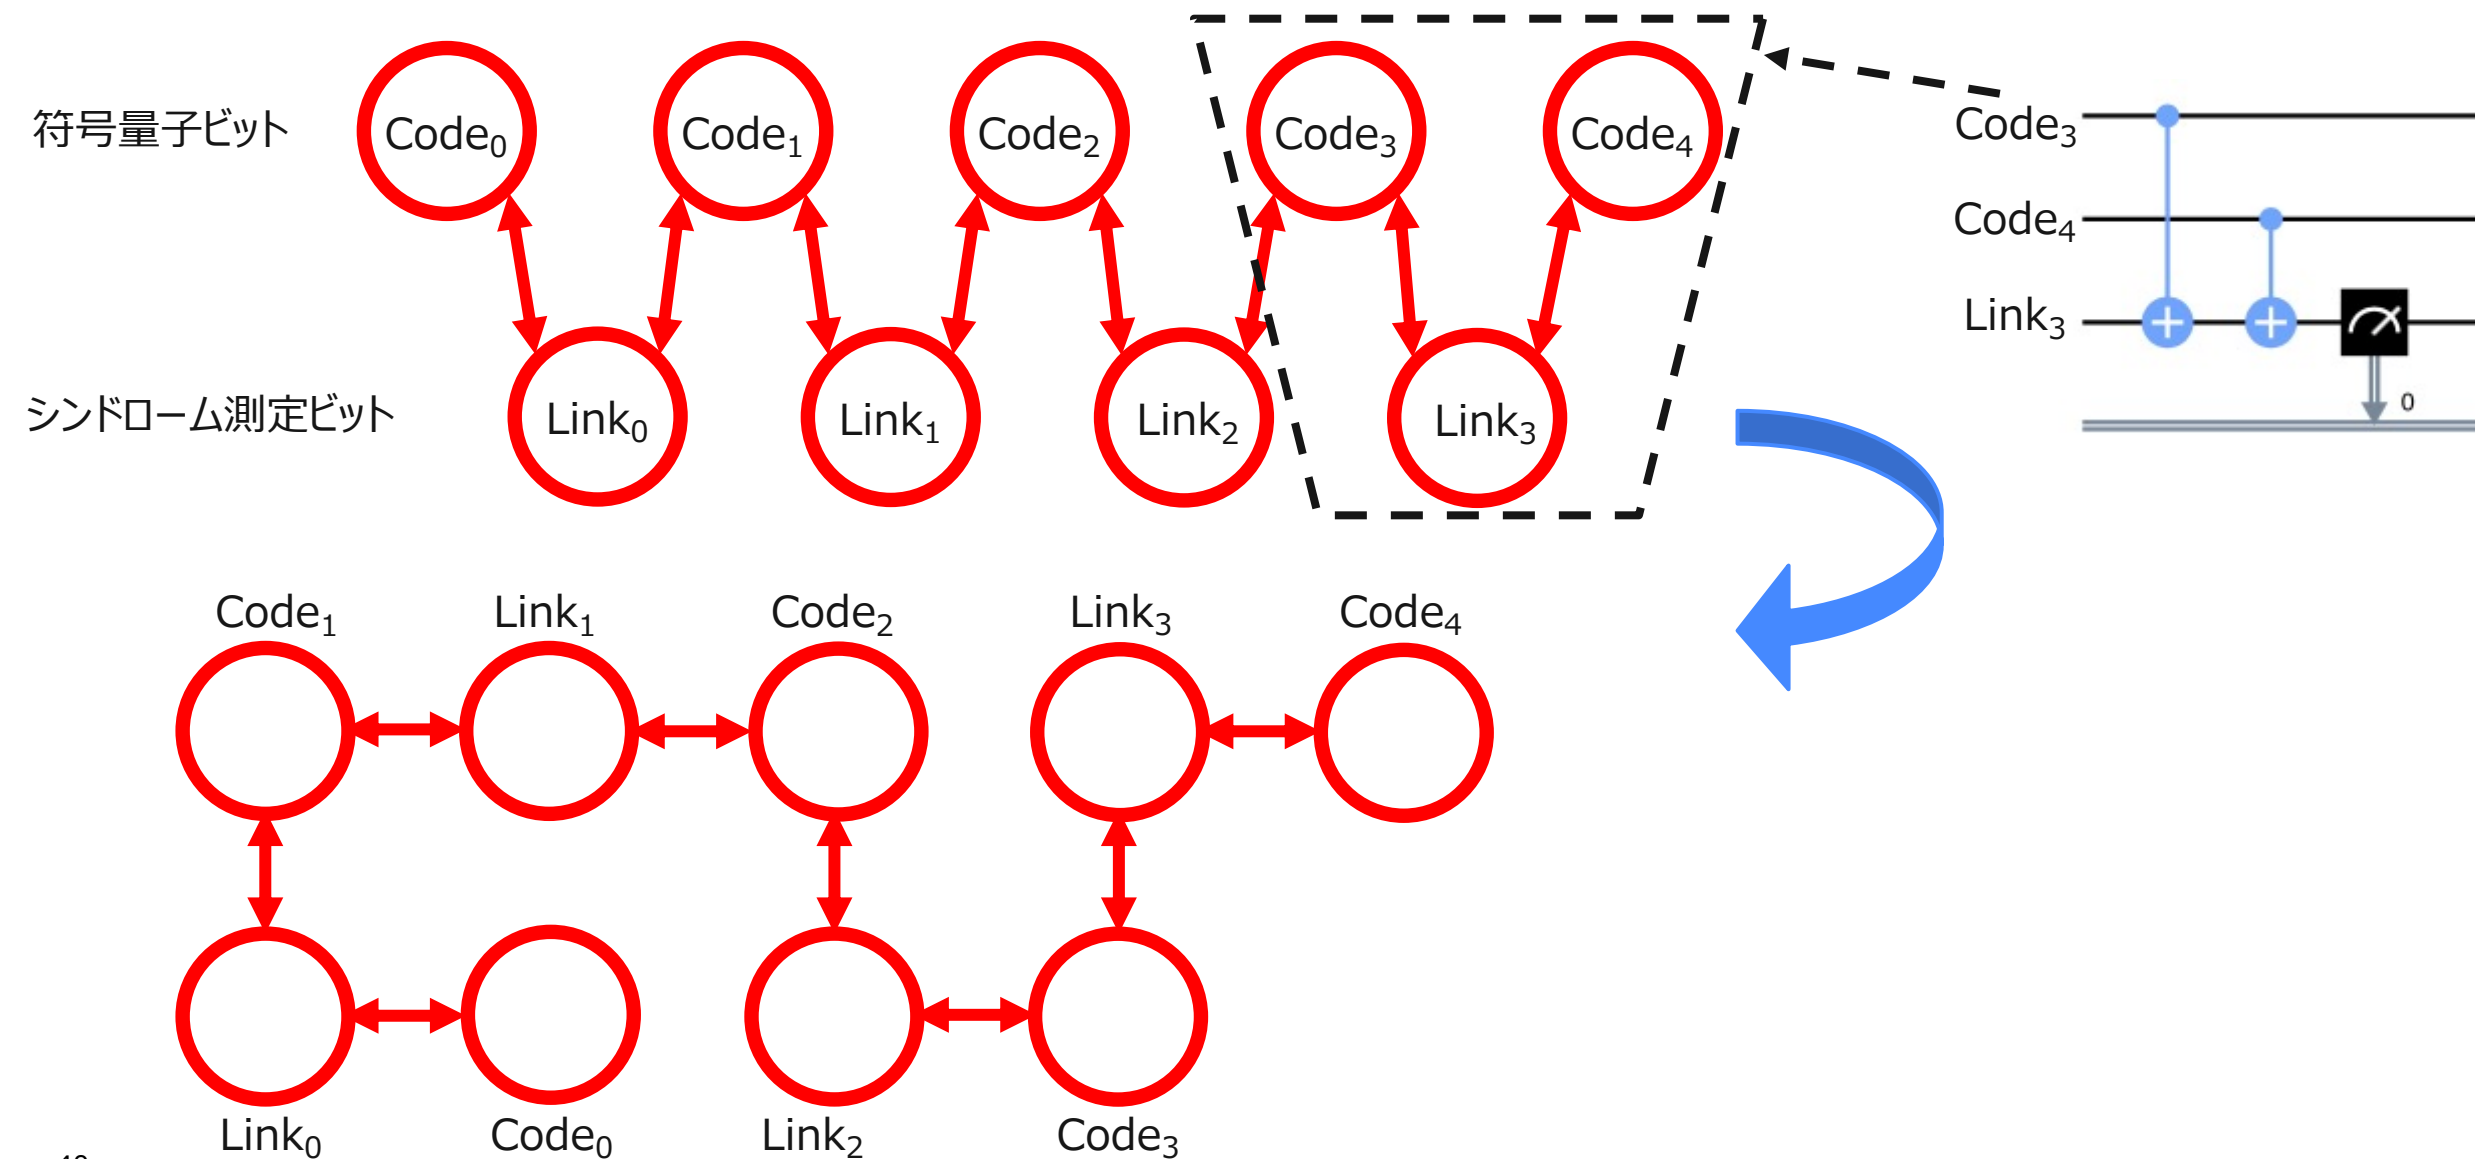 符号量子ビット
Code₀ Code₁ Code₂ Code₃ Code₄
シンドローム測定ビット
Link₀ Link₁ Link₂ Link₃
Code₃
Code₄
Link₃
0
Code₁ Link₁ Code₂ Link₃ Code₄
Link₀ Code₀ Link₂ Code₃